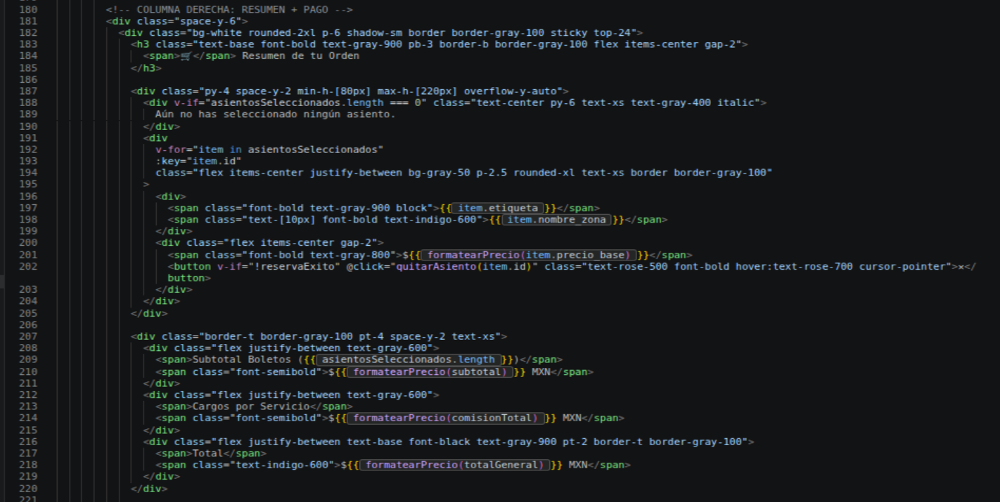 180 <!-- COLUMNA DERECHA: RESUMEN + PAGO -->
181 <div class="space-y-6">
182 <div class="bg-white rounded-2xl p-6 shadow-sm border border-gray-100 sticky top-24">
183 <h3 class="text-base font-bold text-gray-900 pb-3 border-b border-gray-100 flex items-center gap-2">
184 <span>🛒</span> Resumen de tu Orden
185 </h3>
186
187 <div class="py-4 space-y-2 min-h-[80px] max-h-[220px] overflow-y-auto">
188 <div v-if="asientosSeleccionados.length === 0" class="text-center py-6 text-xs text-gray-400 italic">
189 Aún no has seleccionado ningún asiento.
190 </div>
191 <div
192 v-for="item in asientosSeleccionados"
193 :key="item.id"
194 class="flex items-center justify-between bg-gray-50 p-2.5 rounded-xl text-xs border border-gray-100"
195 >
196 <div>
197 <span class="font-bold text-gray-900 block">{{ item.etiqueta }}</span>
198 <span class="text-[10px] font-bold text-indigo-600">{{ item.nombre_zona }}</span>
199 </div>
200 <div class="flex items-center gap-2">
201 <span class="font-bold text-gray-800">${{ formatearPrecio(item.precio_base) }}</span>
202 <button v-if="!reservaExito" @click="quitarAsiento(item.id)" class="text-rose-500 font-bold hover:text-rose-700 cursor-pointer">✕</
button>
203 </div>
204 </div>
205 </div>
206
207 <div class="border-t border-gray-100 pt-4 space-y-2 text-xs">
208 <div class="flex justify-between text-gray-600">
209 <span>Subtotal Boletos ({{ asientosSeleccionados.length }})</span>
210 <span class="font-semibold">${{ formatearPrecio(subtotal) }} MXN</span>
211 </div>
212 <div class="flex justify-between text-gray-600">
213 <span>Cargos por Servicio</span>
214 <span class="font-semibold">${{ formatearPrecio(comisionTotal) }} MXN</span>
215 </div>
216 <div class="flex justify-between text-base font-black text-gray-900 pt-2 border-t border-gray-100">
217 <span>Total</span>
218 <span class="text-indigo-600">${{ formatearPrecio(totalGeneral) }} MXN</span>
219 </div>
220 </div>
221